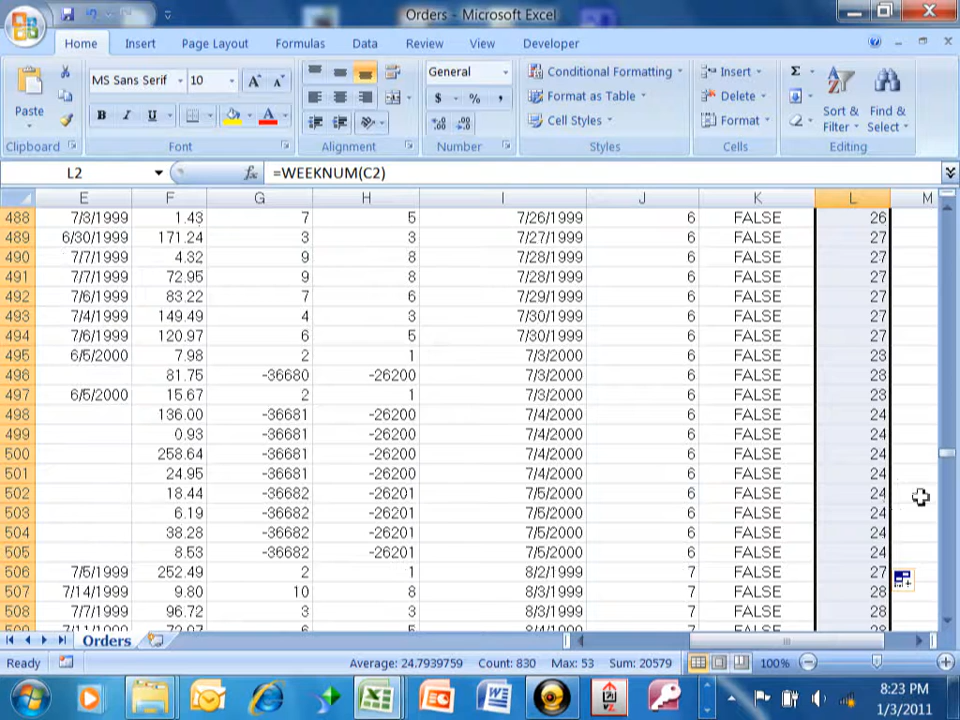 Orders - Microsoft Excel
Home Insert Page Layout Formulas Data Review View Developer
Paste MS Sans Serif 10 General Conditional Formatting Format as Table Cell Styles Insert Delete Format Sort & Filter Find & Select
Clipboard Font Alignment Number Styles Cells Editing
L2 fx =WEEKNUM(C2)
E F G H I J K L M
488 7/3/1999 1.43 7 5 7/26/1999 6 FALSE 26
489 6/30/1999 171.24 3 3 7/27/1999 6 FALSE 27
490 7/7/1999 4.32 9 8 7/28/1999 6 FALSE 27
491 7/7/1999 72.95 9 8 7/28/1999 6 FALSE 27
492 7/6/1999 83.22 7 6 7/29/1999 6 FALSE 27
493 7/4/1999 149.49 4 3 7/30/1999 6 FALSE 27
494 7/6/1999 120.97 6 5 7/30/1999 6 FALSE 27
495 6/5/2000 7.98 2 1 7/3/2000 6 FALSE 23
496 81.75 -36680 -26200 7/3/2000 6 FALSE 23
497 6/5/2000 15.67 2 1 7/3/2000 6 FALSE 23
498 136.00 -36681 -26200 7/4/2000 6 FALSE 24
499 0.93 -36681 -26200 7/4/2000 6 FALSE 24
500 258.64 -36681 -26200 7/4/2000 6 FALSE 24
501 24.95 -36681 -26200 7/4/2000 6 FALSE 24
502 18.44 -36682 -26201 7/5/2000 6 FALSE 24
503 6.19 -36682 -26201 7/5/2000 6 FALSE 24
504 38.28 -36682 -26201 7/5/2000 6 FALSE 24
505 8.53 -36682 -26201 7/5/2000 6 FALSE 24
506 7/5/1999 252.49 2 1 8/2/1999 7 FALSE 27
507 7/14/1999 9.80 10 8 8/3/1999 7 FALSE 28
508 7/7/1999 96.72 3 3 8/3/1999 7 FALSE 28
Orders
Ready Average: 24.7939759 Count: 830 Max: 53 Sum: 20579 100%
8:23 PM
1/3/2011